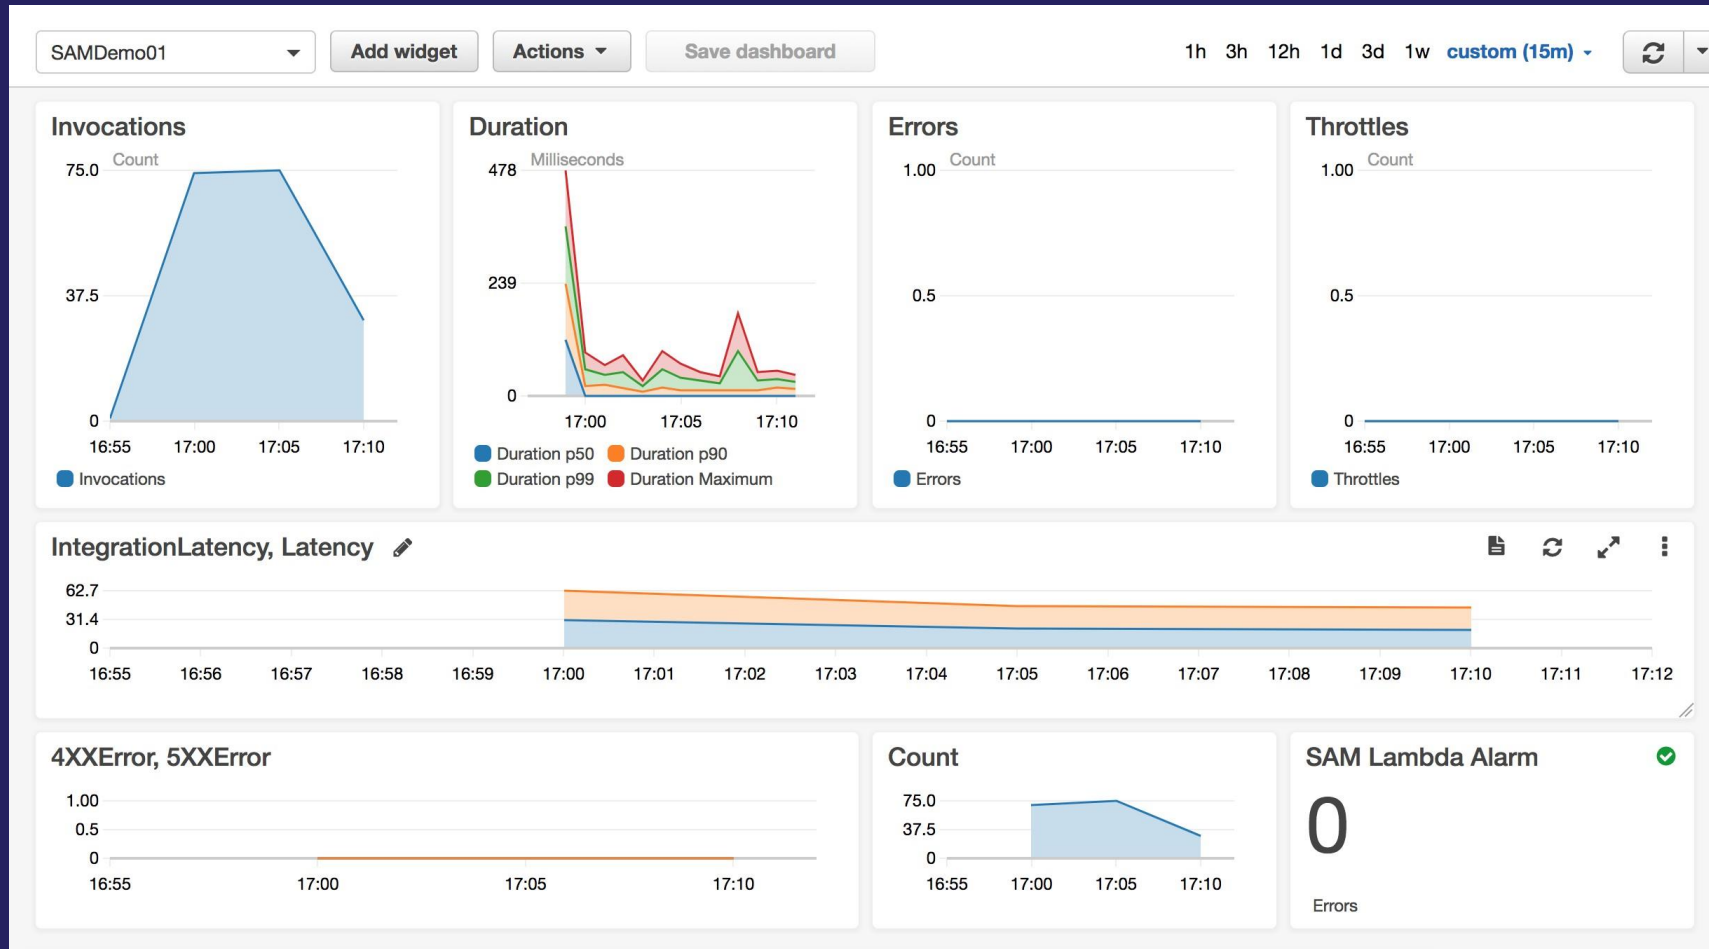 SAMDemo01 Add widget Actions Save dashboard 1h 3h 12h 1d 3d 1w custom (15m)
Invocations
Count
75.0
37.5
0
16:55 17:00 17:05 17:10
Invocations
Duration
Milliseconds
478
239
0
17:00 17:05 17:10
Duration p50 Duration p90
Duration p99 Duration Maximum
Errors
Count
1.00
0.5
0
16:55 17:00 17:05 17:10
Errors
Throttles
Count
1.00
0.5
0
16:55 17:00 17:05 17:10
Throttles
IntegrationLatency, Latency
62.7
31.4
0
16:55 16:56 16:57 16:58 16:59 17:00 17:01 17:02 17:03 17:04 17:05 17:06 17:07 17:08 17:09 17:10 17:11 17:12
4XXError, 5XXError
1.00
0.5
0
16:55 17:00 17:05 17:10
Count
75.0
37.5
0
16:55 17:00 17:05 17:10
SAM Lambda Alarm
0
Errors